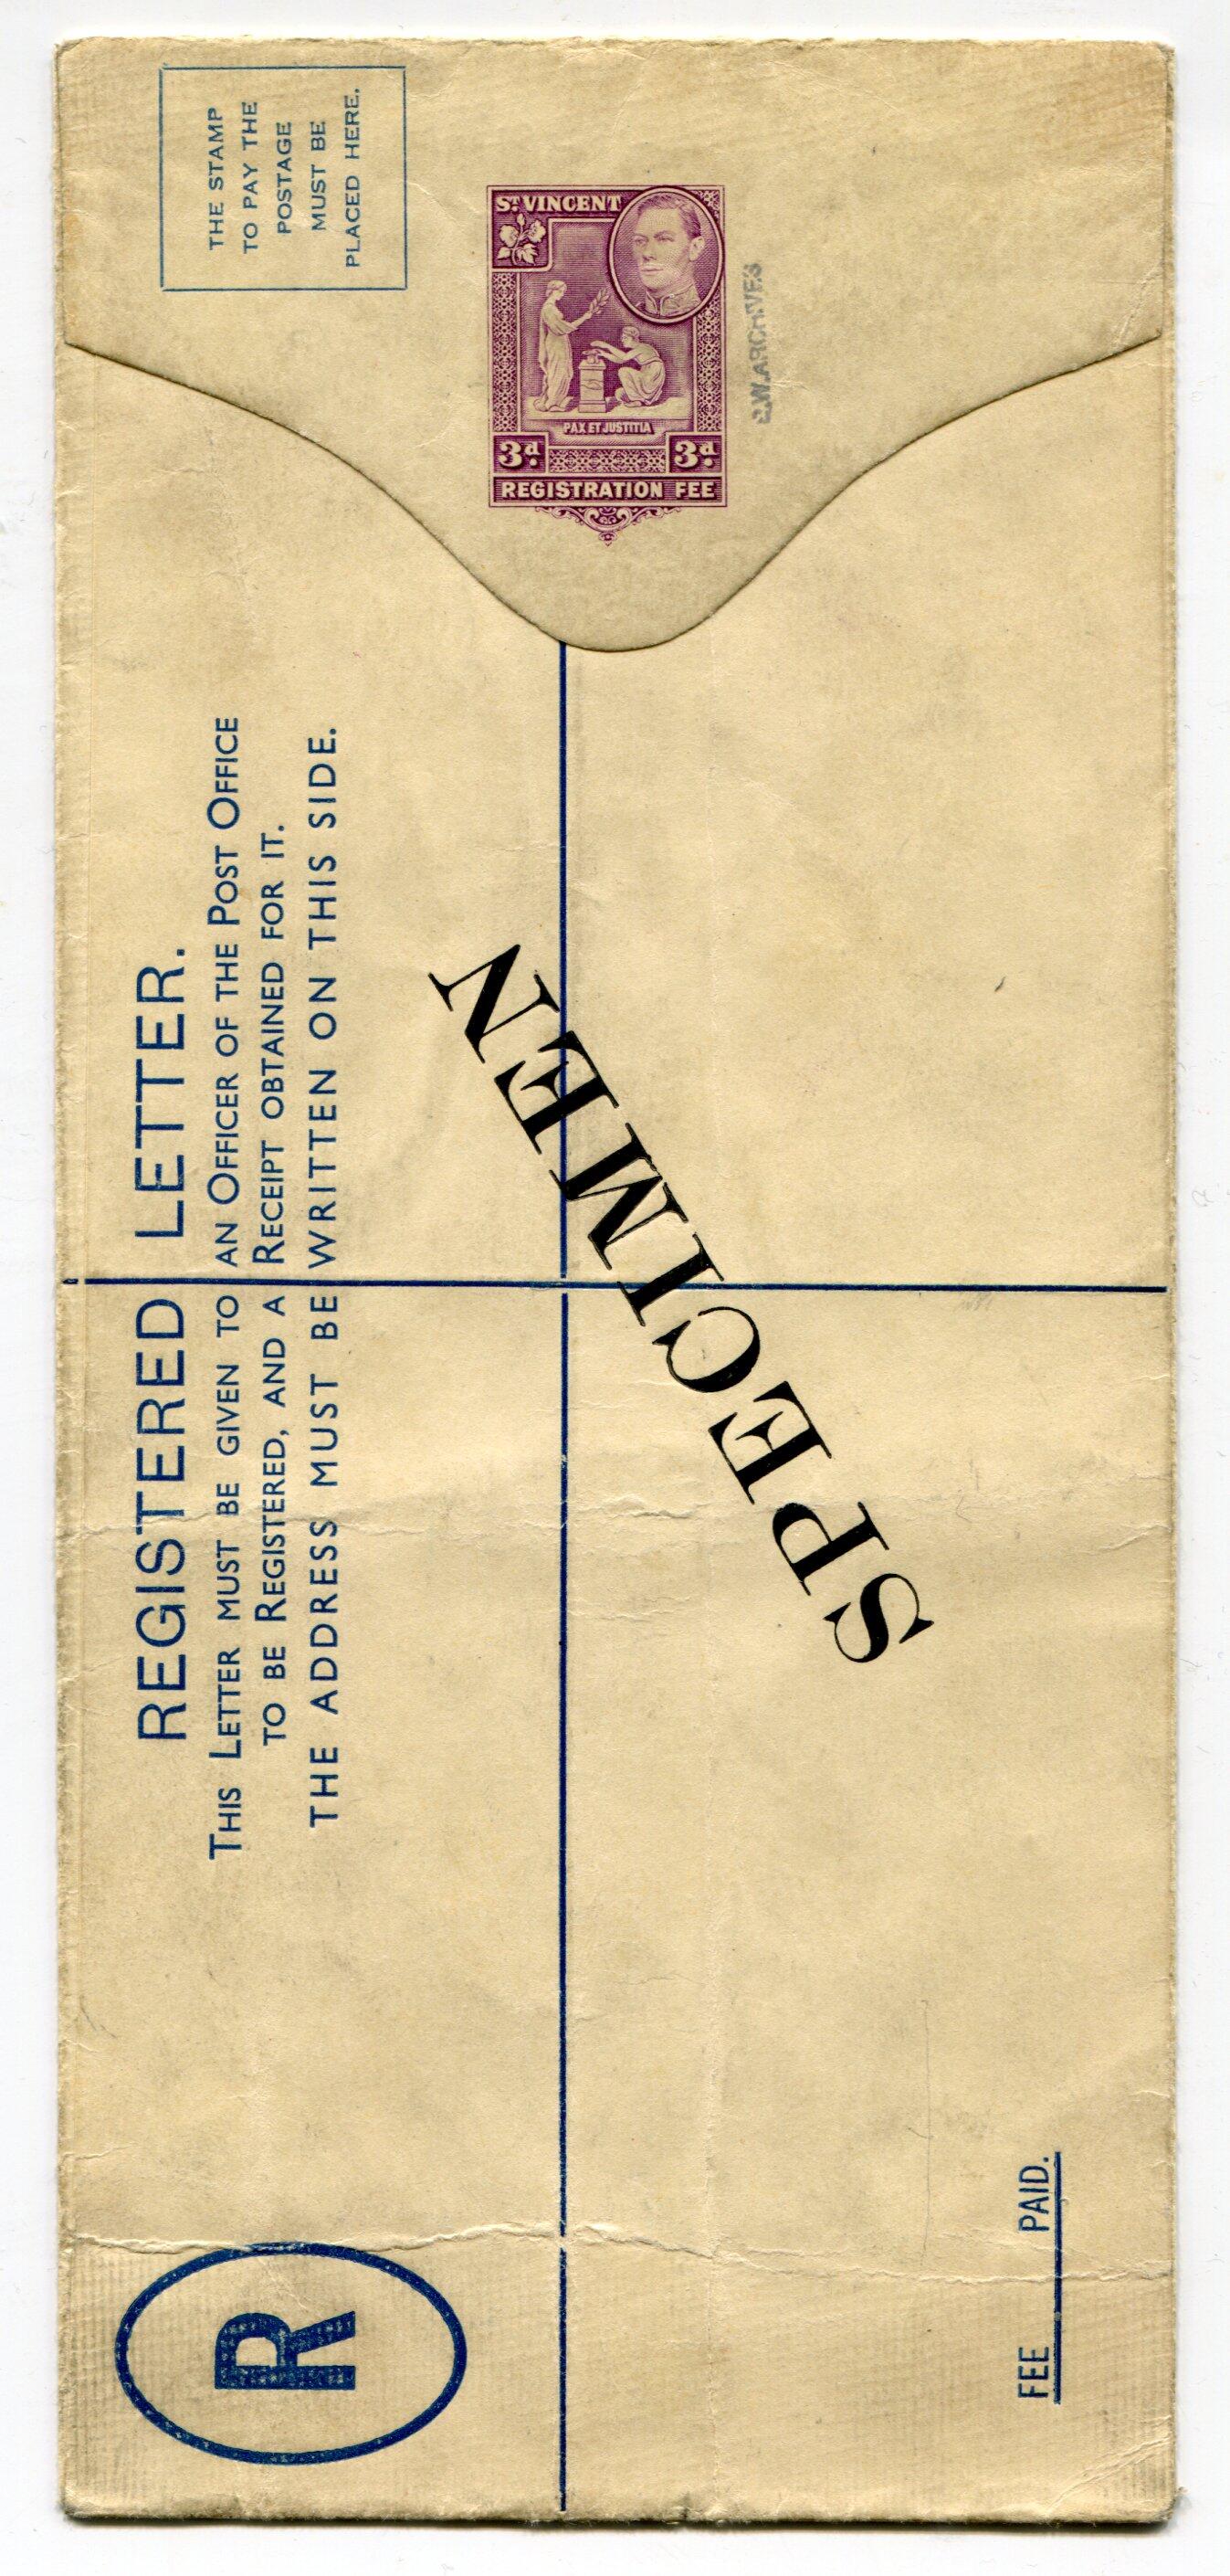 THE STAMP
TO PAY THE
POSTAGE
MUST BE
PLACED HERE.
REGISTERED LETTER.
THIS LETTER MUST BE GIVEN TO AN OFFICER OF THE POST OFFICE
TO BE REGISTERED, AND A RECEIPT OBTAINED FOR IT.
THE ADDRESS MUST BE WRITTEN ON THIS SIDE.
R
ST VINCENT
PAX ET JUSTITIA
3d. 3d.
REGISTRATION FEE
ARCHIVES
SPECIMEN
FEE PAID.